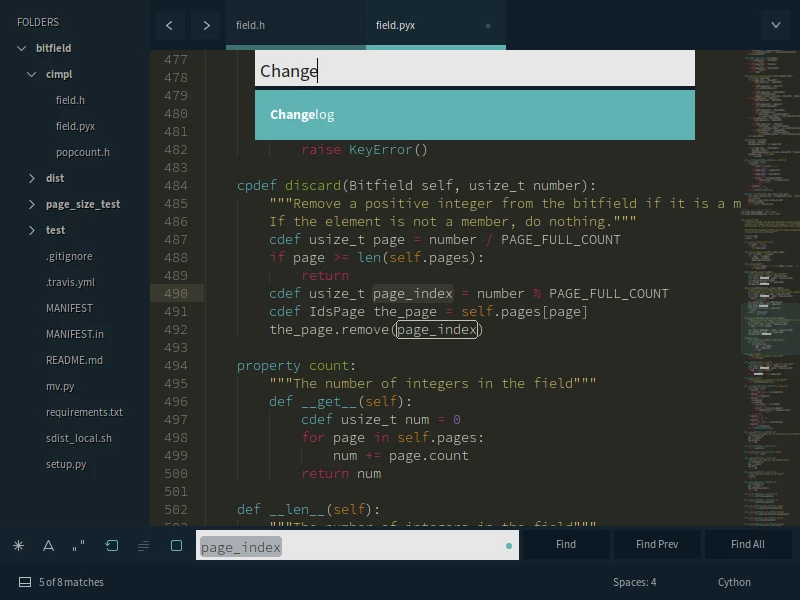 FOLDERS
bitfield
cimpl
field.h
field.pyx
popcount.h
dist
page_size_test
test
.gitignore
.travis.yml
MANIFEST
MANIFEST.in
README.md
mv.py
requirements.txt
sdist_local.sh
setup.py
field.h
field.pyx
Change
Changelog
477
478
479
480
481
482 raise KeyError()
483
484 cpdef discard(Bitfield self, usize_t number):
485 """Remove a positive integer from the bitfield if it is a m
486 If the element is not a member, do nothing."""
487 cdef usize_t page = number / PAGE_FULL_COUNT
488 if page >= len(self.pages):
489 return
490 cdef usize_t page_index = number % PAGE_FULL_COUNT
491 cdef IdsPage the_page = self.pages[page]
492 the_page.remove(page_index)
493
494 property count:
495 """The number of integers in the field"""
496 def __get__(self):
497 cdef usize_t num = 0
498 for page in self.pages:
499 num += page.count
500 return num
501
502 def __len__(self):
503 """The number of integers in the field"""
page_index
Find
Find Prev
Find All
5 of 8 matches
Spaces: 4
Cython